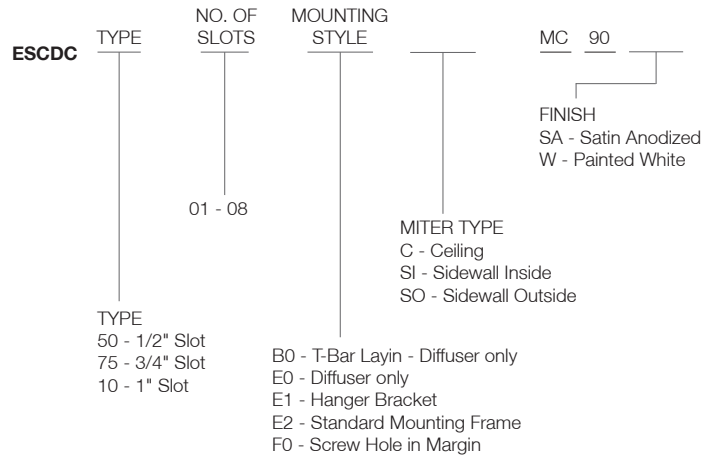 NO. OF
SLOTS
MOUNTING
STYLE
TYPE
MC 90
ESCDC
FINISH
SA - Satin Anodized
W - Painted White
01 - 08
MITER TYPE
C - Ceiling
SI - Sidewall Inside
SO - Sidewall Outside
TYPE
50 - 1/2" Slot
75 - 3/4" Slot
10 - 1" Slot
B0 - T-Bar Layin - Diffuser only
E0 - Diffuser only
E1 - Hanger Bracket
E2 - Standard Mounting Frame
F0 - Screw Hole in Margin